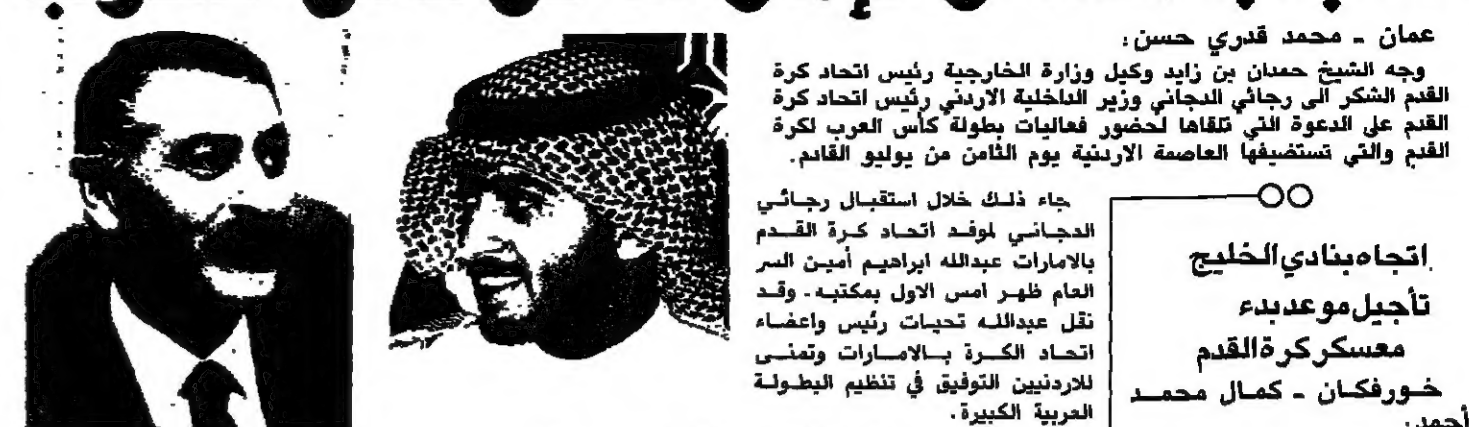 عمان - محمد قدري حسن:
وجه الشيخ حمدان بن زايد وكيل وزارة الخارجية رئيس اتحاد كرة
القدم الشكر الى رجائي الدجاني وزير الداخلية الاردني رئيس اتحاد كرة
القدم على الدعوة التي تلقاها لحضور فعاليات بطولة كأس العرب لكرة
القدم والتي تستضيفها العاصمة الاردنية يوم الثامن من يوليو القادم.
جاء ذلك خلال استقبال رجائي
الدجاني لوفد اتحاد كرة القدم
بالامارات عبدالله ابراهيم أمين السر
العام ظهر امس الاول بمكتبه. وقد
نقل عبدالله تحيات رئيس واعضاء
اتحاد الكرة بالامارات وتمنى
للاردنيين التوفيق في تنظيم البطولة
العربية الكبيرة.
اتجاه بنادي الخليج
تأجيل موعد بدء
معسكر كرة القدم
خورفكان - كمال محمد
أحمد: